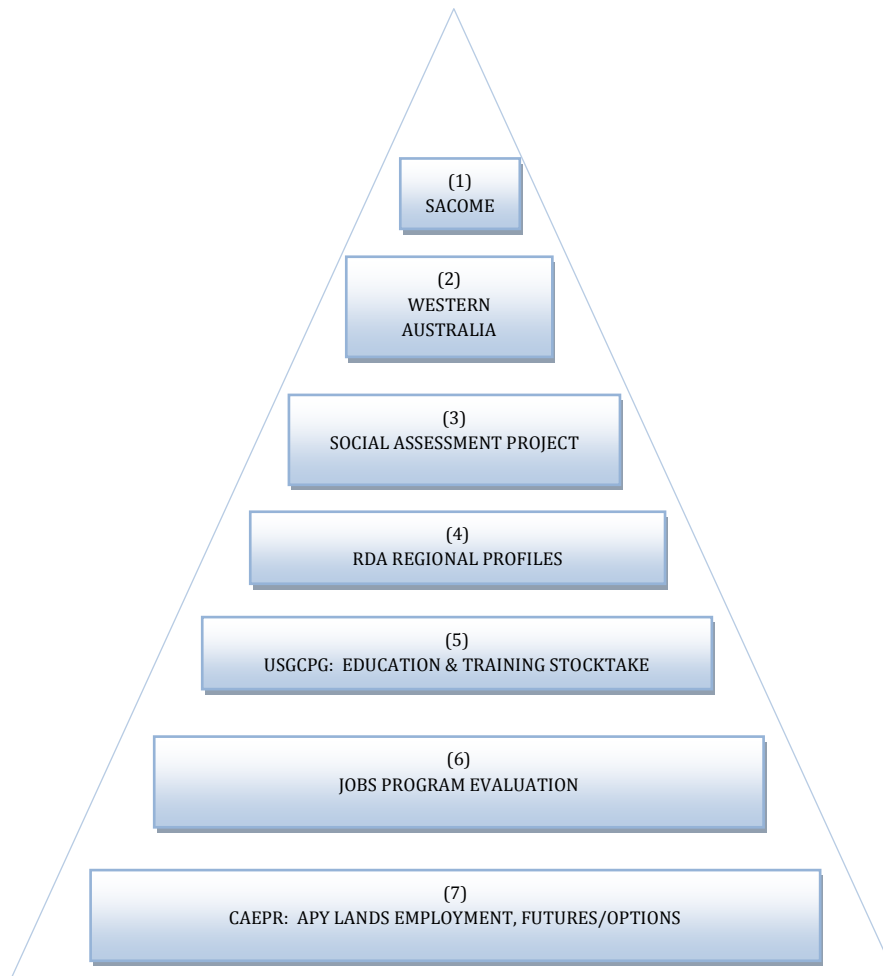 (1)
SACOME
(2)
WESTERN
AUSTRALIA
(3)
SOCIAL ASSESSMENT PROJECT
(4)
RDA REGIONAL PROFILES
(5)
USGCPG: EDUCATION & TRAINING STOCKTAKE
(6)
JOBS PROGRAM EVALUATION
(7)
CAEPR: APY LANDS EMPLOYMENT, FUTURES/OPTIONS